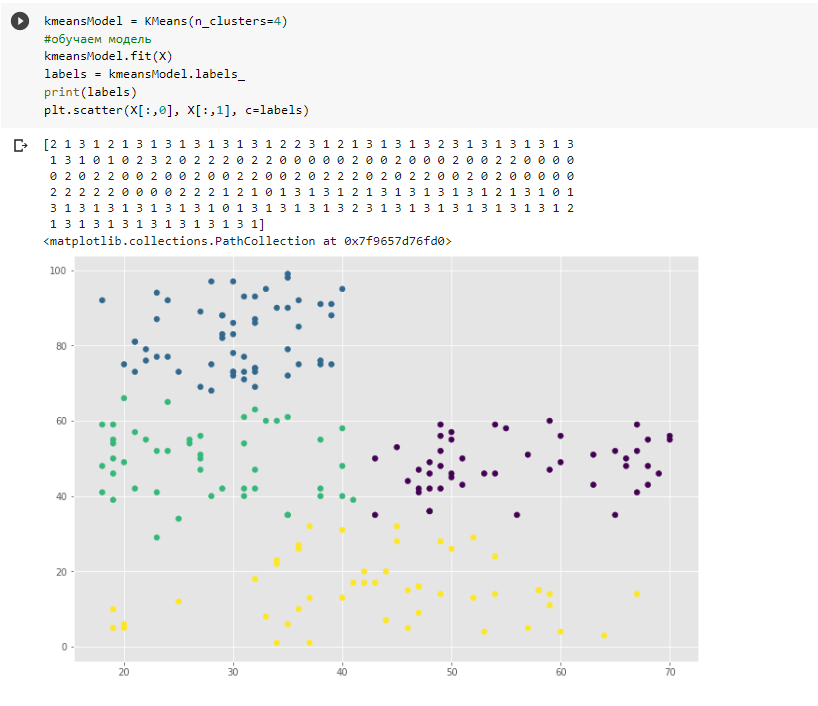 kmeansModel = KMeans(n_clusters=4)
#обучаем модель
kmeansModel.fit(X)
labels = kmeansModel.labels_
print(labels)
plt.scatter(X[:,0], X[:,1], c=labels)
[2 1 3 1 2 1 3 1 3 1 3 1 3 1 3 1 2 2 3 1 2 1 3 1 3 1 3 2 3 1 3 1 3 1 3 1 3
1 3 1 0 1 0 2 3 2 0 2 2 2 0 2 2 0 0 0 0 0 2 0 0 2 0 0 0 2 2 0 0 2 2 0 0 0 0
0 2 0 2 2 0 0 2 0 0 2 0 0 2 0 0 0 2 0 2 0 0 0 0 0 2 0 2 0 2 0 2 0 0 0 0 0
2 2 2 2 2 0 0 0 0 2 2 2 1 2 1 0 1 3 1 3 1 2 1 3 1 3 1 3 1 3 1 2 1 3 1 0 1
3 1 3 1 3 1 3 1 3 1 3 1 0 1 3 1 3 1 3 1 3 2 3 1 3 1 3 1 3 1 3 1 3 1 3 1 2
1 3 1 3 1 3 1 3 1 3 1 3 1 3 1]
<matplotlib.collections.PathCollection at 0x7f9657d76fd0>
100
80
60
40
20
0
20 30 40 50 60 70